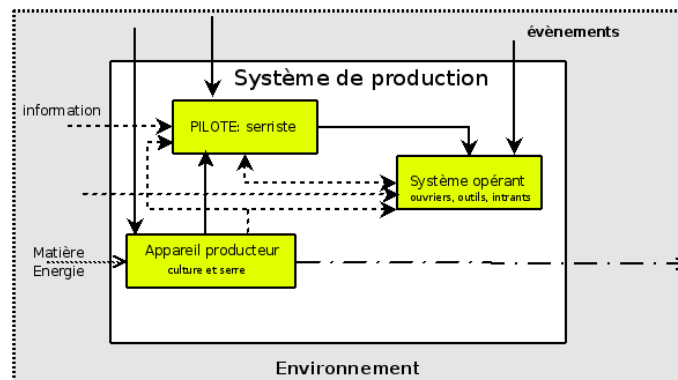 évènements
Système de production
information
PILOTE: serriste
Système opérant
ouvriers, outils, intrants
Matière
Energie
Appareil producteur
culture et serre
Environnement